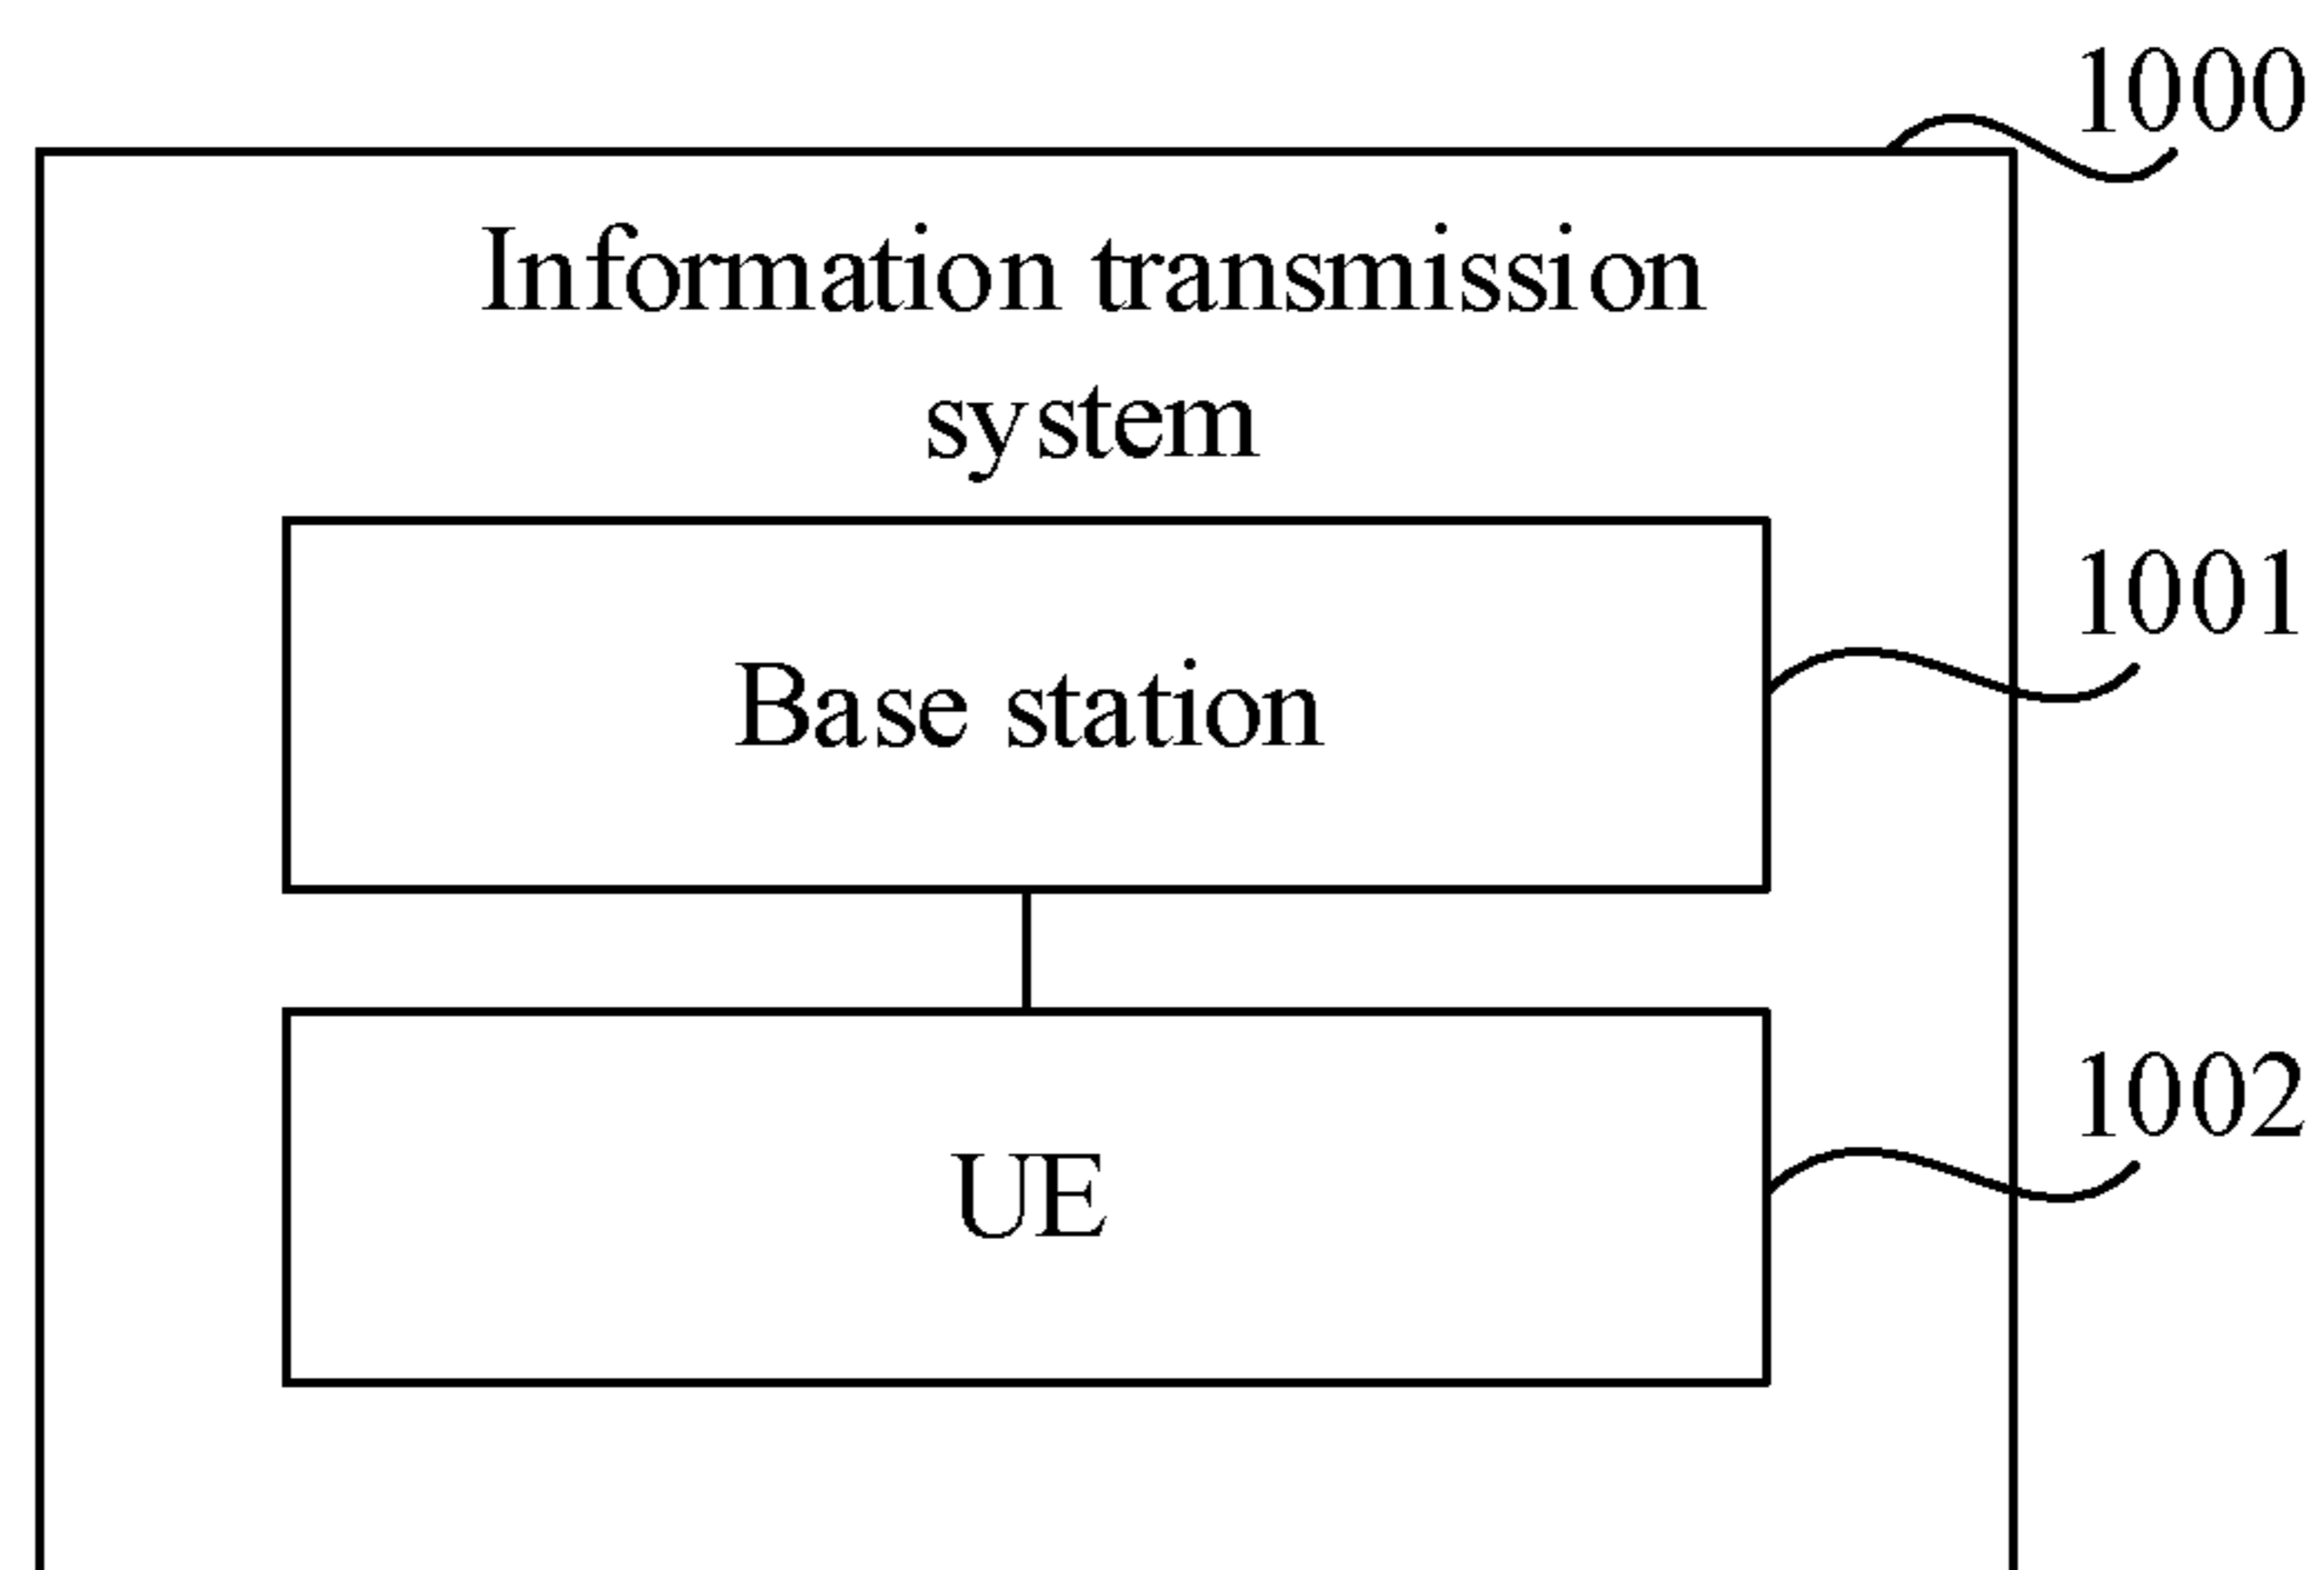 1000
Information transmission
system
1001
Base station
1002
UE